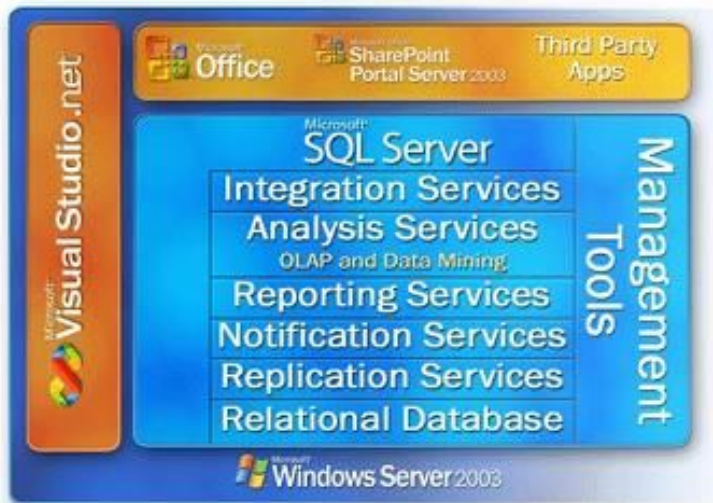 Microsoft
Visual Studio.net
Microsoft
Office
Microsoft Office
SharePoint
Portal Server 2003
Third Party
Apps
Microsoft
SQL Server
Integration Services
Analysis Services
OLAP and Data Mining
Reporting Services
Notification Services
Replication Services
Relational Database
Management
Tools
Microsoft
Windows Server 2003